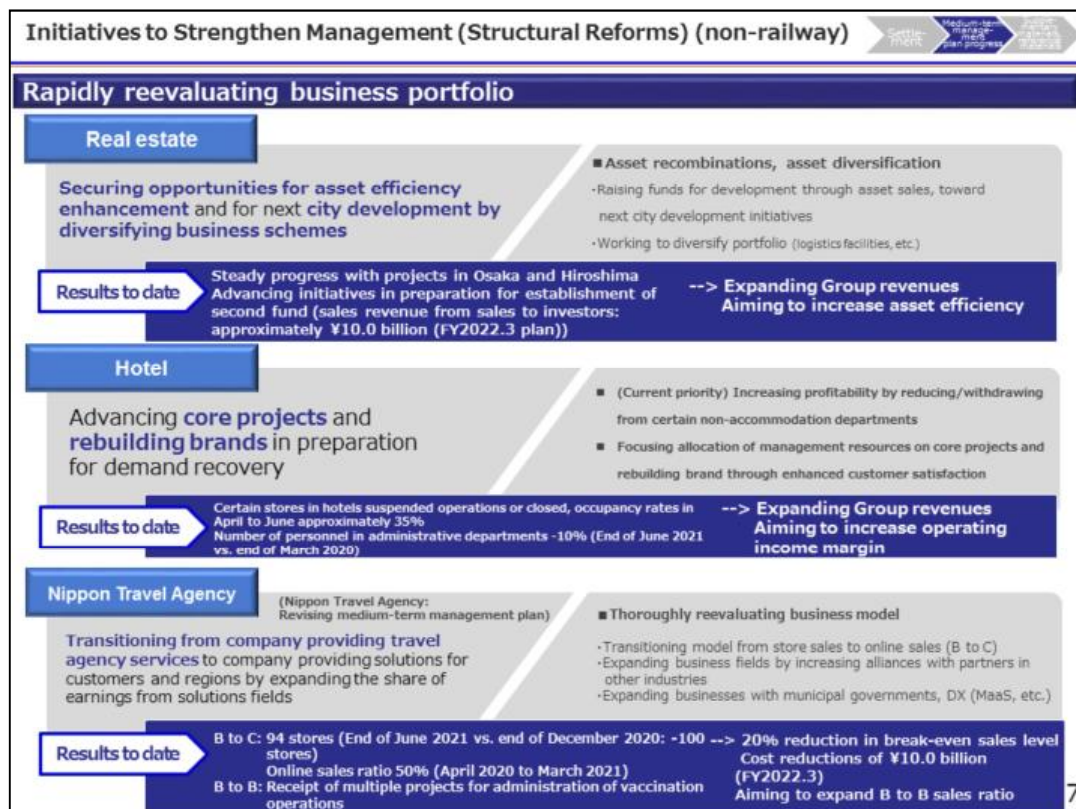 Initiatives to Strengthen Management (Structural Reforms) (non-railway)
Settle-
ment
Medium-term
manage-
ment
plan progress
Rapidly reevaluating business portfolio
Real estate
Securing opportunities for asset efficiency
enhancement and for next city development by
diversifying business schemes
■Asset recombinations, asset diversification
·Raising funds for development through asset sales, toward
next city development initiatives
·Working to diversify portfolio (logistics facilities, etc.)
Results to date
Steady progress with projects in Osaka and Hiroshima
Advancing initiatives in preparation for establishment of
second fund (sales revenue from sales to investors:
approximately ¥10.0 billion (FY2022.3 plan))
--> Expanding Group revenues
Aiming to increase asset efficiency
Hotel
Advancing core projects and
rebuilding brands in preparation
for demand recovery
■ (Current priority) Increasing profitability by reducing/withdrawing
from certain non-accommodation departments
■ Focusing allocation of management resources on core projects and
rebuilding brand through enhanced customer satisfaction
Results to date
Certain stores in hotels suspended operations or closed, occupancy rates in
April to June approximately 35%
Number of personnel in administrative departments -10% (End of June 2021
vs. end of March 2020)
--> Expanding Group revenues
Aiming to increase operating
income margin
Nippon Travel Agency
(Nippon Travel Agency:
Revising medium-term management plan)
Transitioning from company providing travel
agency services to company providing solutions for
customers and regions by expanding the share of
earnings from solutions fields
■Thoroughly reevaluating business model
·Transitioning model from store sales to online sales (B to C)
·Expanding business fields by increasing alliances with partners in
other industries
·Expanding businesses with municipal governments, DX (MaaS, etc.)
Results to date
B to C: 94 stores (End of June 2021 vs. end of December 2020: -100
stores)
Online sales ratio 50% (April 2020 to March 2021)
B to B: Receipt of multiple projects for administration of vaccination
operations
--> 20% reduction in break-even sales level
Cost reductions of ¥10.0 billion
(FY2022.3)
Aiming to expand B to B sales ratio
7